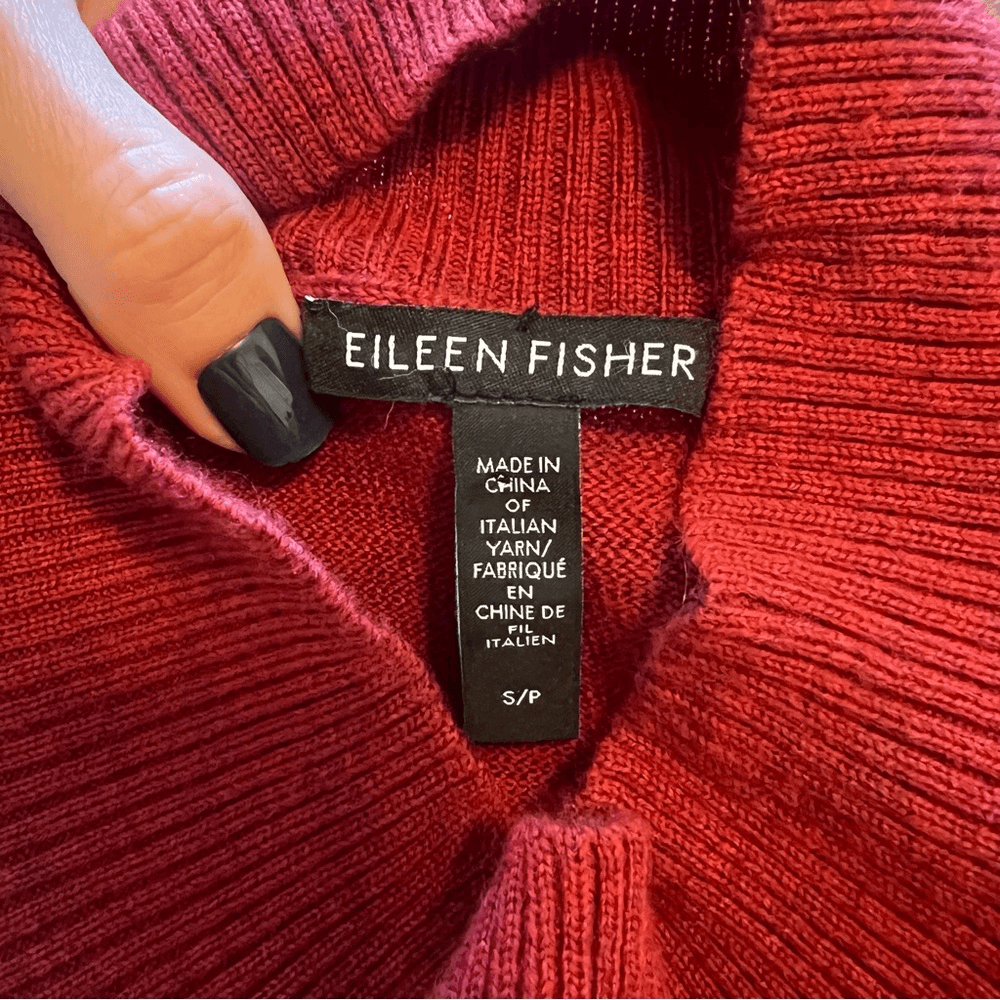 EILEEN FISHER
MADE IN
CHINA
OF
ITALIAN
YARN/
FABRIQUÉ
EN
CHINE DE
FIL
ITALIEN
S/P